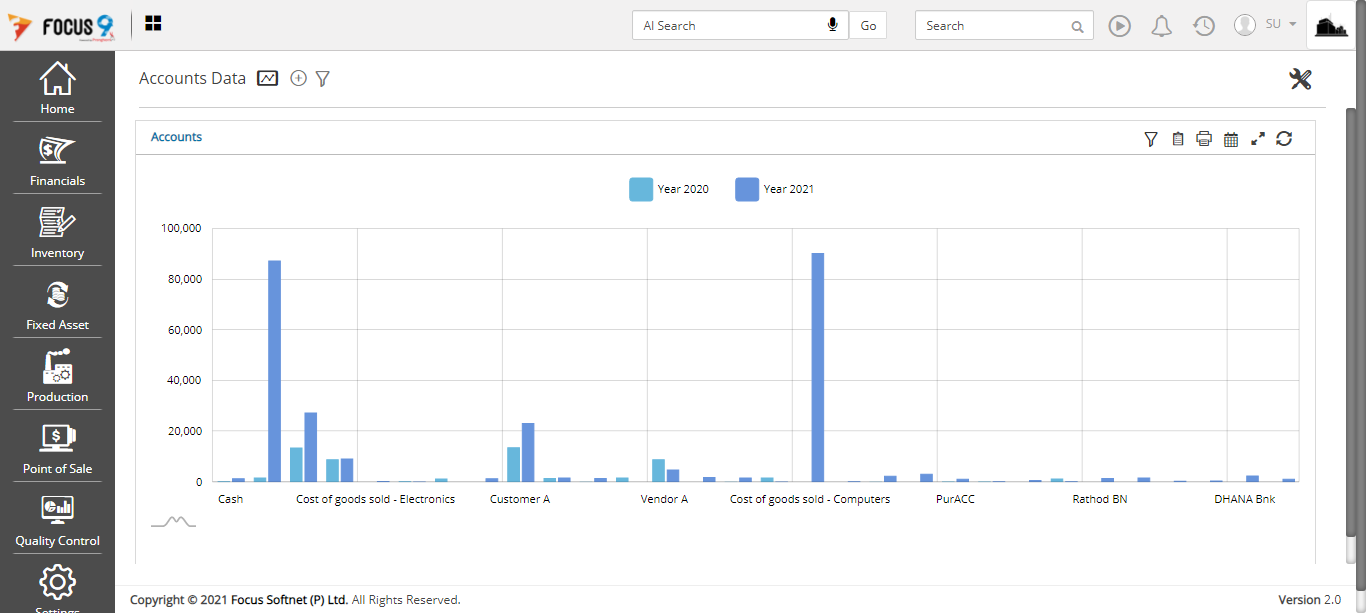 FOCUS 9
AI Search
Go
Search
SU
Home
Financials
Inventory
Fixed Asset
Production
Point of Sale
Quality Control
Settings
Accounts Data
Accounts
Year 2020
Year 2021
100,000
80,000
60,000
40,000
20,000
0
Cash
Cost of goods sold - Electronics
Customer A
Vendor A
Cost of goods sold - Computers
PurACC
Rathod BN
DHANA Bnk
Copyright © 2021 Focus Softnet (P) Ltd. All Rights Reserved.
Version 2.0